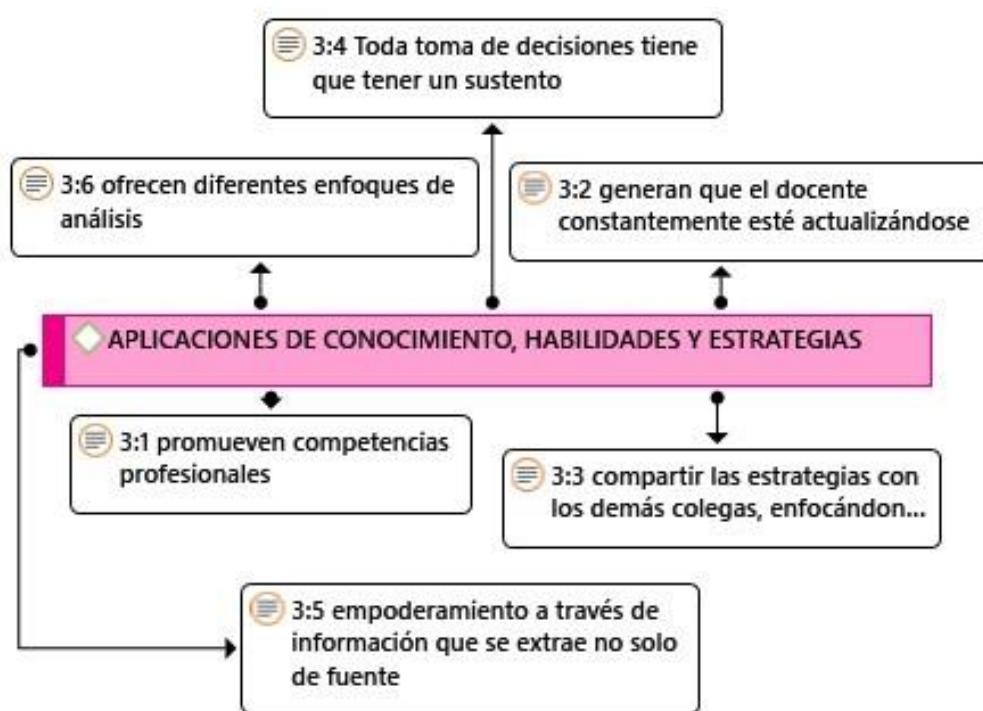 3:4 Toda toma de decisiones tiene
que tener un sustento
3:6 ofrecen diferentes enfoques de
análisis
3:2 generan que el docente
constantemente esté actualizándose
APLICACIONES DE CONOCIMIENTO, HABILIDADES Y ESTRATEGIAS
3:1 promueven competencias
profesionales
3:3 compartir las estrategias con
los demás colegas, enfocándon...
3:5 empoderamiento a través de
información que se extrae no solo
de fuente